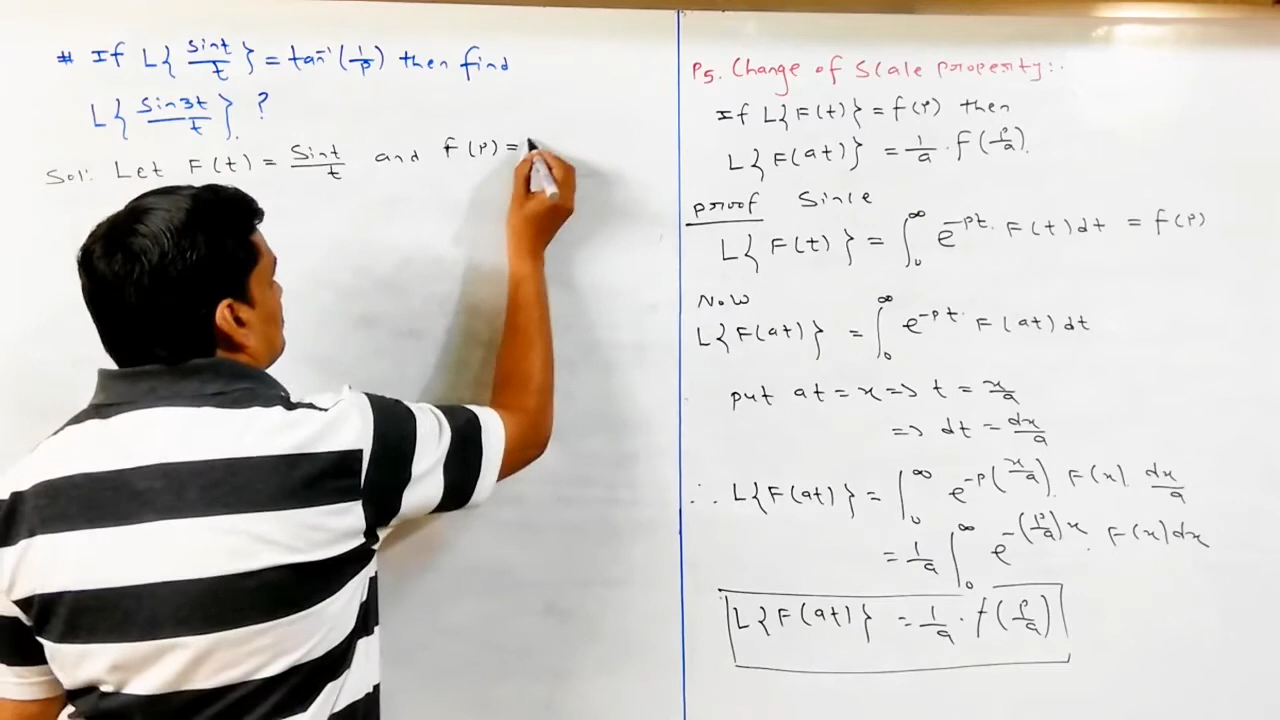 # If L{ sint/t } = tan⁻¹(1/p) then find
L{ sin3t/t }. ?
Sol: Let F(t) = Sint/t and f(p) =
P5. Change of Scale property:.
If L{F(t)} = f(p) then
L{F(at)} = 1/a . f(p/a).
proof Since
L{F(t)} = ∫₀^∞ e^-pt. F(t)dt = f(p)
Now
L{F(at)} = ∫₀^∞ e^-pt. F(at)dt
put at = x => t = x/a
=> dt = dx/a
∴ L{F(at)} = ∫₀^∞ e^-p(x/a). F(x) dx/a
= 1/a ∫₀^∞ e^-(p/a)x. F(x)dx
L{F(at)} = 1/a . f(p/a)